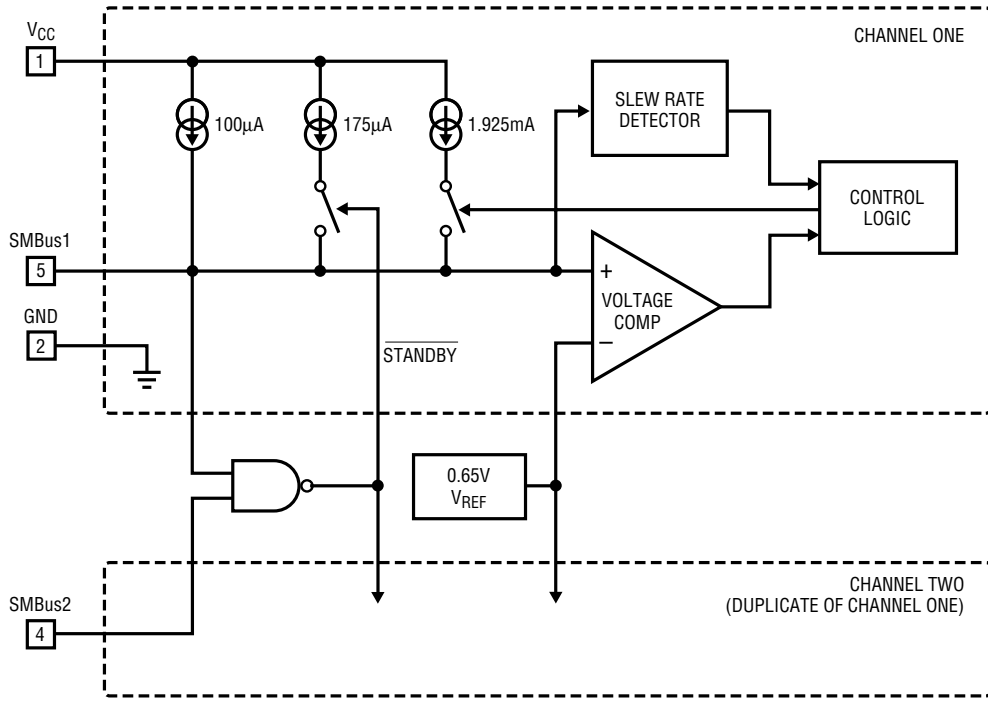 VCC
1
CHANNEL ONE
100µA
175µA
1.925mA
SLEW RATE
DETECTOR
CONTROL
LOGIC
SMBus1
5
+
VOLTAGE
COMP
–
GND
2
STANDBY
0.65V
VREF
CHANNEL TWO
(DUPLICATE OF CHANNEL ONE)
SMBus2
4